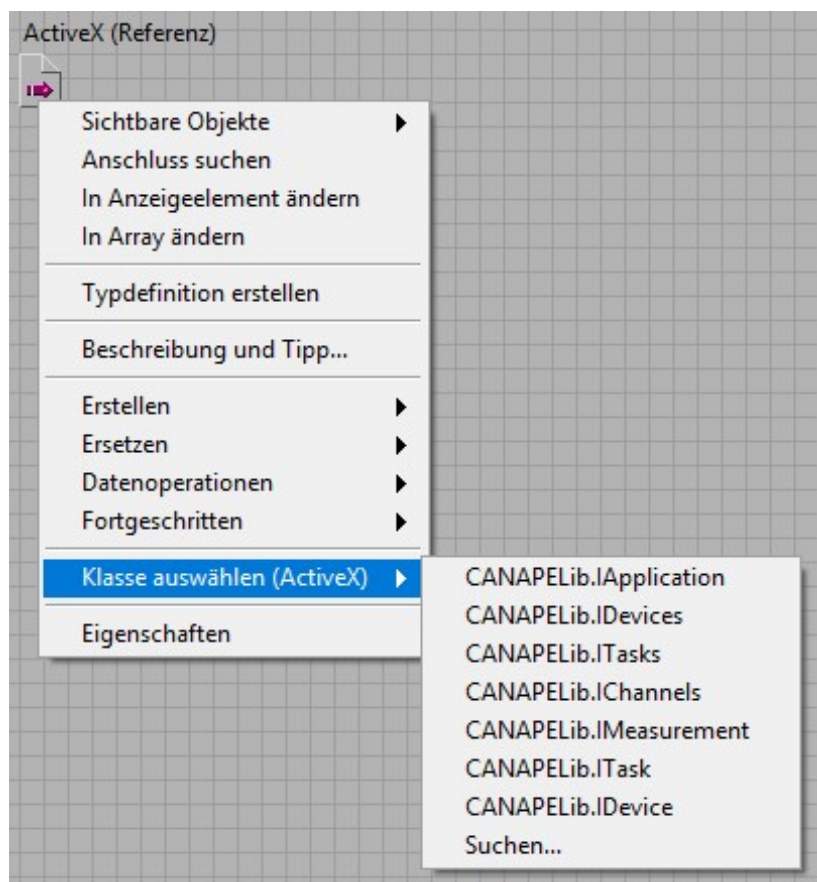 ActiveX (Referenz)
Sichtbare Objekte
Anschluss suchen
In Anzeigeelement ändern
In Array ändern
Typdefinition erstellen
Beschreibung und Tipp...
Erstellen
Ersetzen
Datenoperationen
Fortgeschritten
Klasse auswählen (ActiveX)
Eigenschaften
CANAPELib.IApplication
CANAPELib.IDevices
CANAPELib.ITasks
CANAPELib.IChannels
CANAPELib.IMeasurement
CANAPELib.ITask
CANAPELib.IDevice
Suchen...